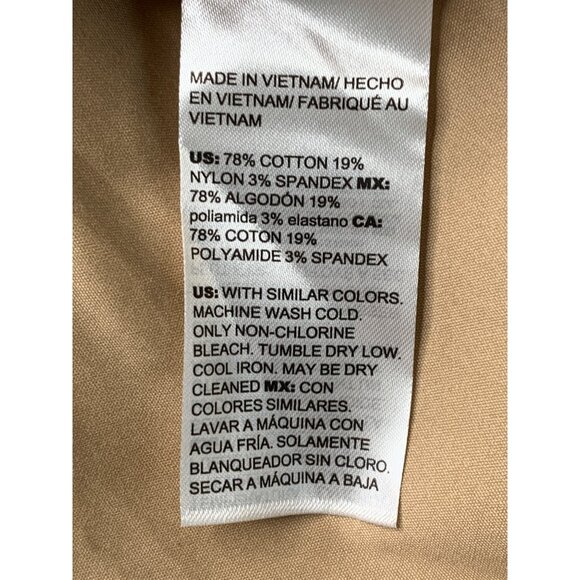 MADE IN VIETNAM/ HECHO
EN VIETNAM/ FABRIQUÉ AU
VIETNAM
US: 78% COTTON 19%
NYLON 3% SPANDEX MX:
78% ALGODÓN 19%
poliamida 3% elastano CA:
78% COTON 19%
POLYAMIDE 3% SPANDEX
US: WITH SIMILAR COLORS.
MACHINE WASH COLD.
ONLY NON-CHLORINE
BLEACH. TUMBLE DRY LOW.
COOL IRON. MAY BE DRY
CLEANED MX: CON
COLORES SIMILARES.
LAVAR A MÁQUINA CON
AGUA FRÍA. SOLAMENTE
BLANQUEADOR SIN CLORO.
SECAR A MÁQUINA A BAJA